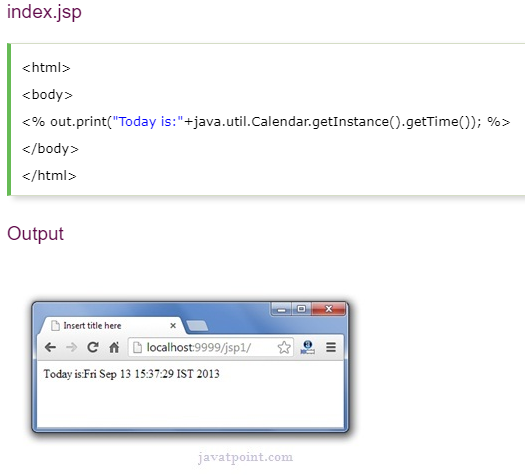 index.jsp
<html>
<body>
<% out.print("Today is:"+java.util.Calendar.getInstance().getTime()); %>
</body>
</html>
Output
Insert title here
localhost:9999/jsp1/
Today is:Fri Sep 13 15:37:29 IST 2013
javatpoint.com